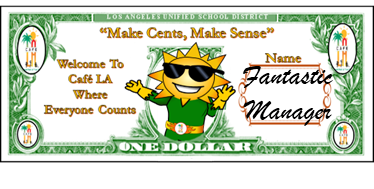 LOS ANGELES UNIFIED SCHOOL DISTRICT
"Make Cents, Make Sense"
Welcome To
Café LA
Where
Everyone Counts
Name
Fantastic
Manager
ONE DOLLAR